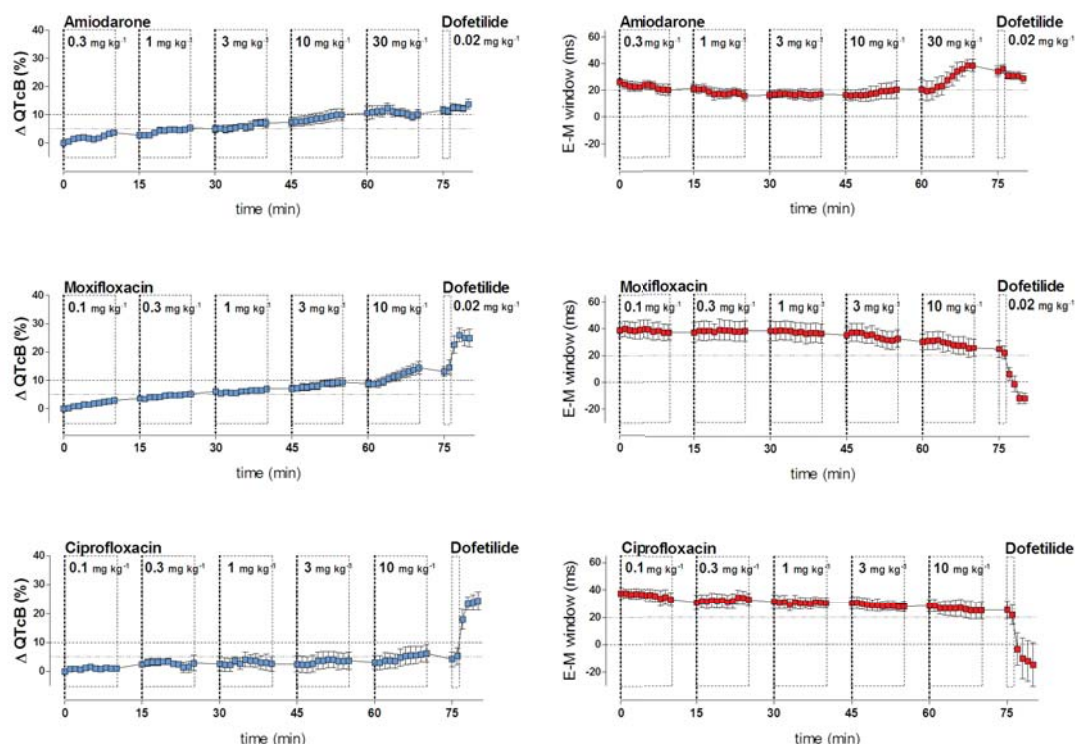 Amiodarone
Dofetilide
0.3 mg kg⁻¹ 1 mg kg⁻¹ 3 mg kg⁻¹ 10 mg kg⁻¹ 30 mg kg⁻¹ 0.02 mg kg⁻¹
Δ QTcB (%)
40
30
20
10
0
0 15 30 45 60 75
time (min)
Amiodarone
Dofetilide
0.3 mg kg⁻¹ 1 mg kg⁻¹ 3 mg kg⁻¹ 10 mg kg⁻¹ 30 mg kg⁻¹ 0.02 mg kg⁻¹
E-M window (ms)
60
40
20
0
-20
0 15 30 45 60 75
time (min)
Moxifloxacin
Dofetilide
0.1 mg kg⁻¹ 0.3 mg kg⁻¹ 1 mg kg⁻¹ 3 mg kg⁻¹ 10 mg kg⁻¹ 0.02 mg kg⁻¹
Δ QTcB (%)
40
30
20
10
0
0 15 30 45 60 75
time (min)
Moxifloxacin
Dofetilide
0.1 mg kg⁻¹ 0.3 mg kg⁻¹ 1 mg kg⁻¹ 3 mg kg⁻¹ 10 mg kg⁻¹ 0.02 mg kg⁻¹
E-M window (ms)
60
40
20
0
-20
0 15 30 45 60 75
time (min)
Ciprofloxacin
Dofetilide
0.1 mg kg⁻¹ 0.3 mg kg⁻¹ 1 mg kg⁻¹ 3 mg kg⁻¹ 10 mg kg⁻¹
Δ QTcB (%)
40
30
20
10
0
0 15 30 45 60 75
time (min)
Ciprofloxacin
Dofetilide
0.1 mg kg⁻¹ 0.3 mg kg⁻¹ 1 mg kg⁻¹ 3 mg kg⁻¹ 10 mg kg⁻¹
E-M window (ms)
60
40
20
0
-20
0 15 30 45 60 75
time (min)